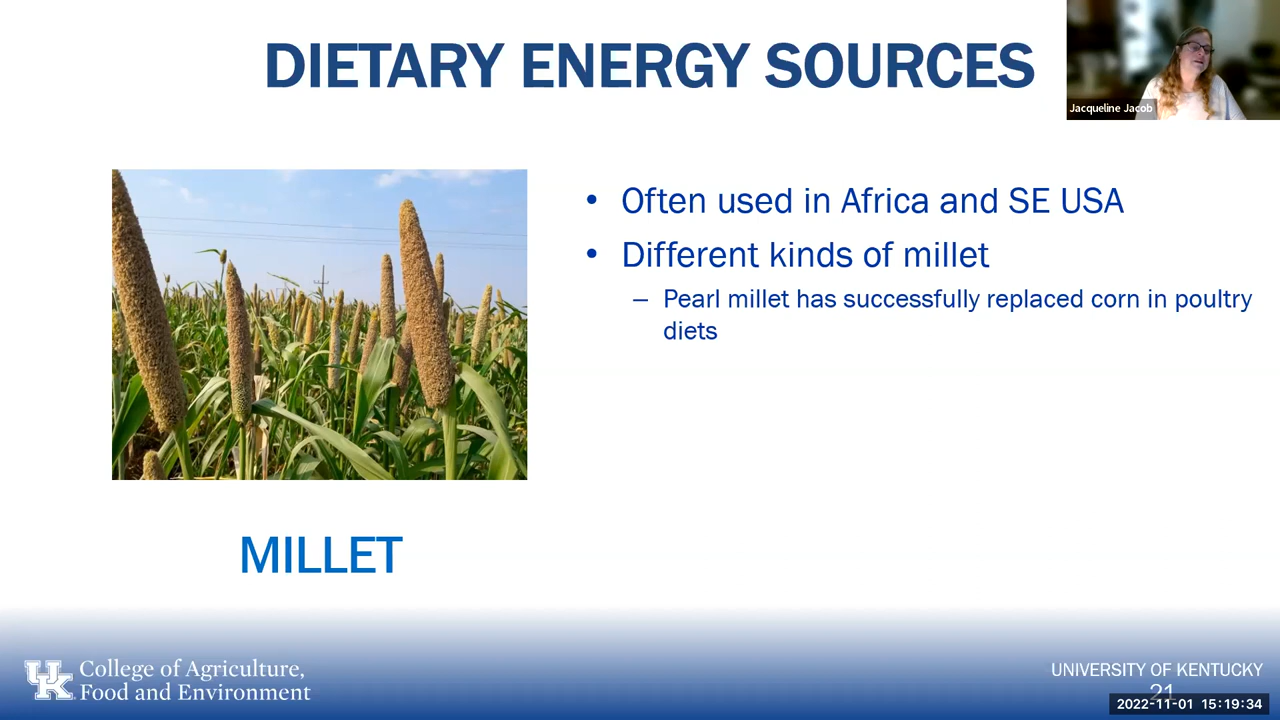 DIETARY ENERGY SOURCES
Jacqueline Jacob
• Often used in Africa and SE USA
• Different kinds of millet
– Pearl millet has successfully replaced corn in poultry
diets
MILLET
UK
College of Agriculture,
Food and Environment
UNIVERSITY OF KENTUCKY
21
2022-11-01 15:19:34